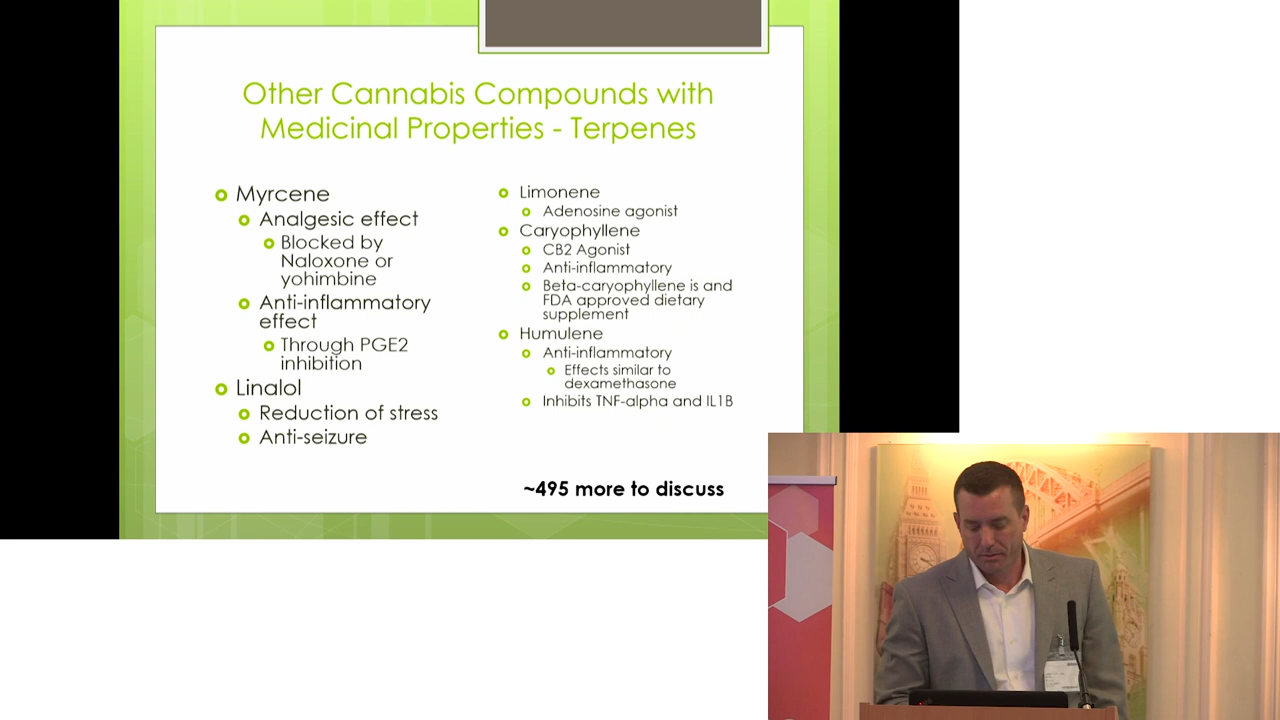 Other Cannabis Compounds with
Medicinal Properties - Terpenes
Myrcene
Analgesic effect
Blocked by
Naloxone or
yohimbine
Anti-inflammatory
effect
Through PGE2
inhibition
Linalol
Reduction of stress
Anti-seizure
Limonene
Adenosine agonist
Caryophyllene
CB2 Agonist
Anti-inflammatory
Beta-caryophyllene is and
FDA approved dietary
supplement
Humulene
Anti-inflammatory
Effects similar to
dexamethasone
Inhibits TNF-alpha and IL1B
~495 more to discuss